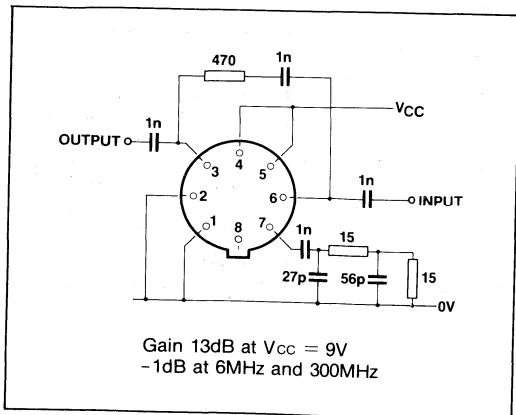 470
1n
1n
VCC
OUTPUT
4
3
5
2
6
1n
INPUT
1
8
7
1n
15
27p
56p
15
0V
Gain 13dB at VCC = 9V
-1dB at 6MHz and 300MHz